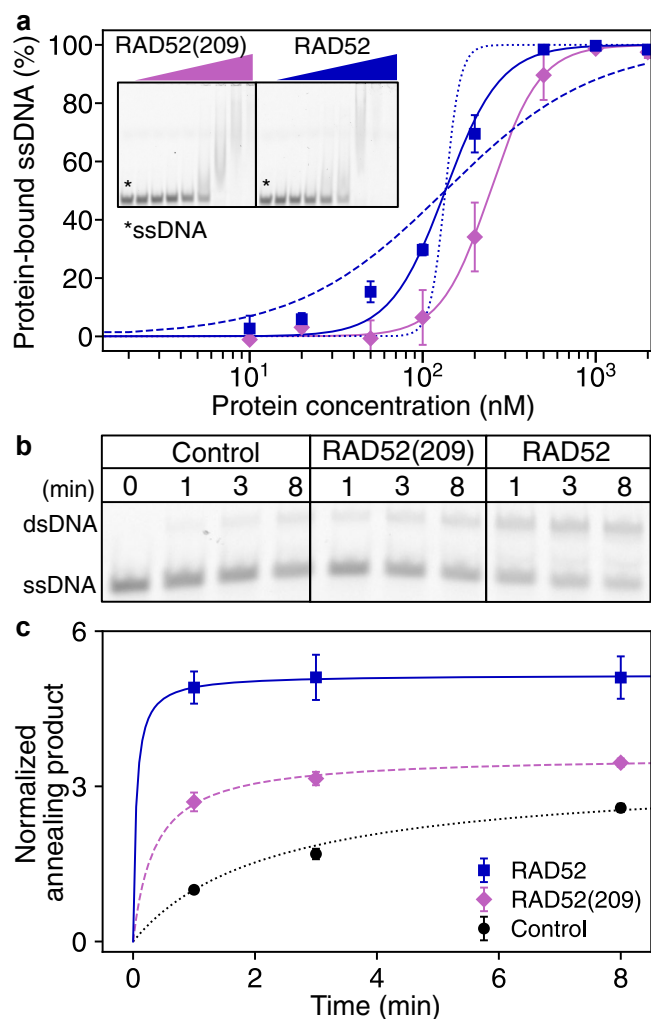 a
RAD52(209) RAD52
*
*
*ssDNA
Protein-bound ssDNA (%)
100
80
60
40
20
0
10¹ 10² 10³
Protein concentration (nM)
b
Control RAD52(209) RAD52
(min) 0 1 3 8 1 3 8 1 3 8
dsDNA
ssDNA
c
Normalized
annealing product
6
3
0
RAD52
RAD52(209)
Control
0 2 4 6 8
Time (min)